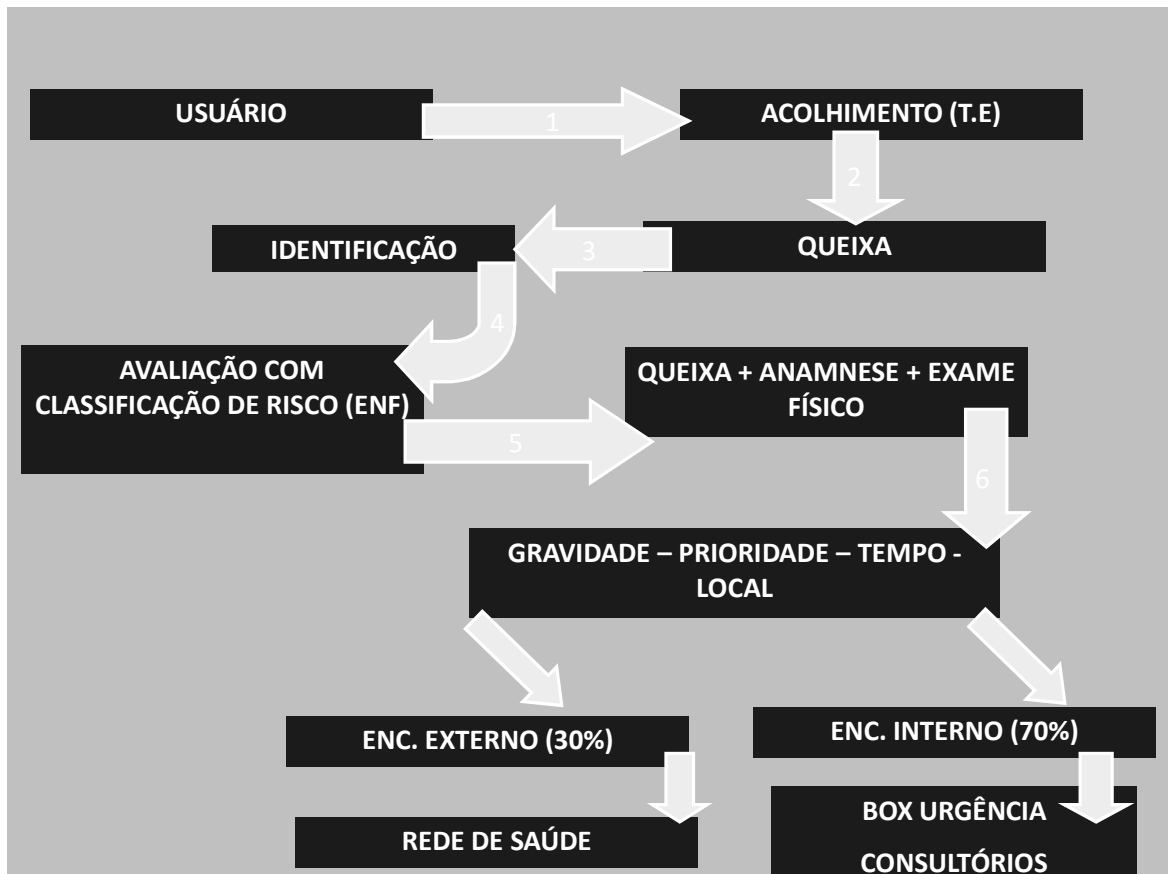 USUÁRIO
1
ACOLHIMENTO (T.E)
2
IDENTIFICAÇÃO
3
QUEIXA
4
AVALIAÇÃO COM
CLASSIFICAÇÃO DE RISCO (ENF)
5
QUEIXA + ANAMNESE + EXAME
FÍSICO
6
GRAVIDADE – PRIORIDADE – TEMPO -
LOCAL
ENC. EXTERNO (30%)
ENC. INTERNO (70%)
REDE DE SAÚDE
BOX URGÊNCIA
CONSULTÓRIOS